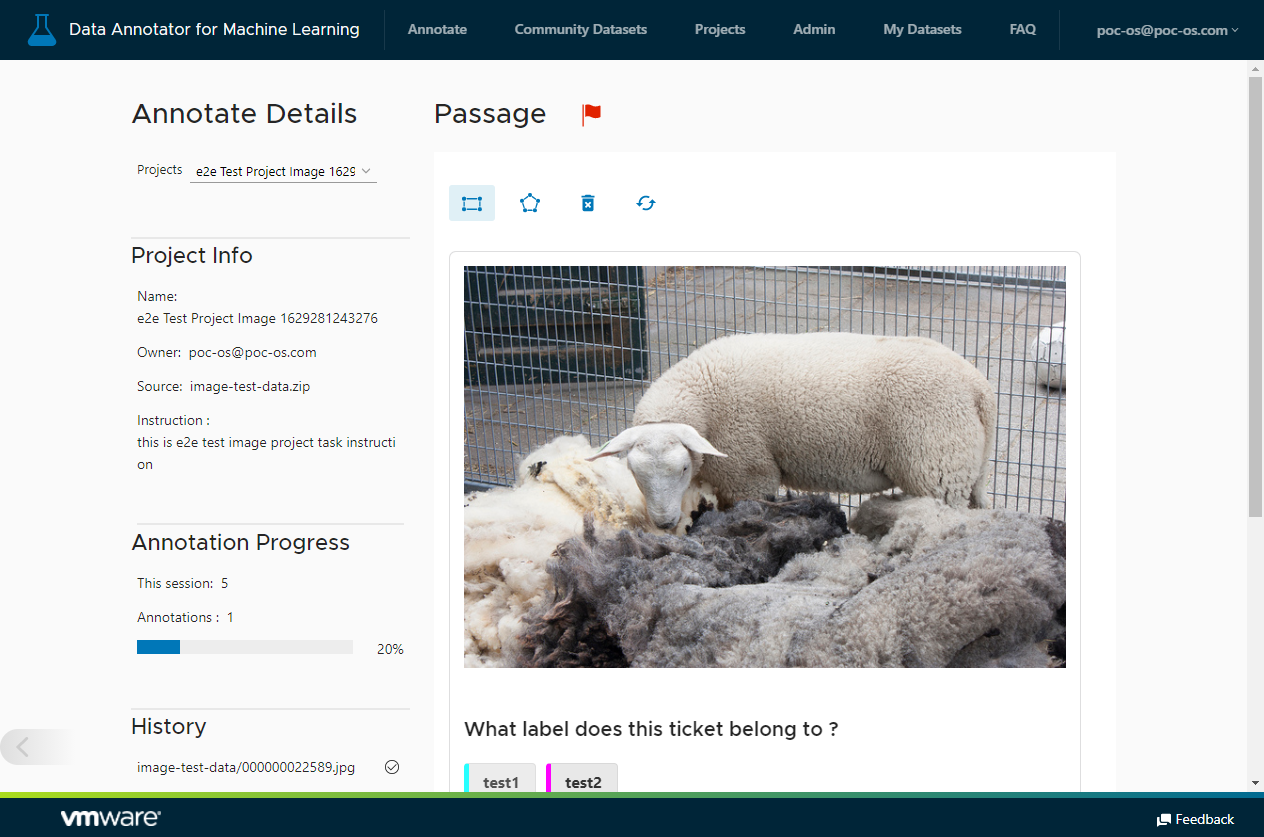 Data Annotator for Machine Learning
Annotate
Community Datasets
Projects
Admin
My Datasets
FAQ
poc-os@poc-os.com
Annotate Details
Projects e2e Test Project Image 1629
Project Info
Name:
e2e Test Project Image 1629281243276
Owner: poc-os@poc-os.com
Source: image-test-data.zip
Instruction :
this is e2e test image project task instructi
on
Annotation Progress
This session: 5
Annotations : 1
20%
History
image-test-data/000000022589.jpg
Passage
What label does this ticket belong to ?
test1 test2
vmware
Feedback